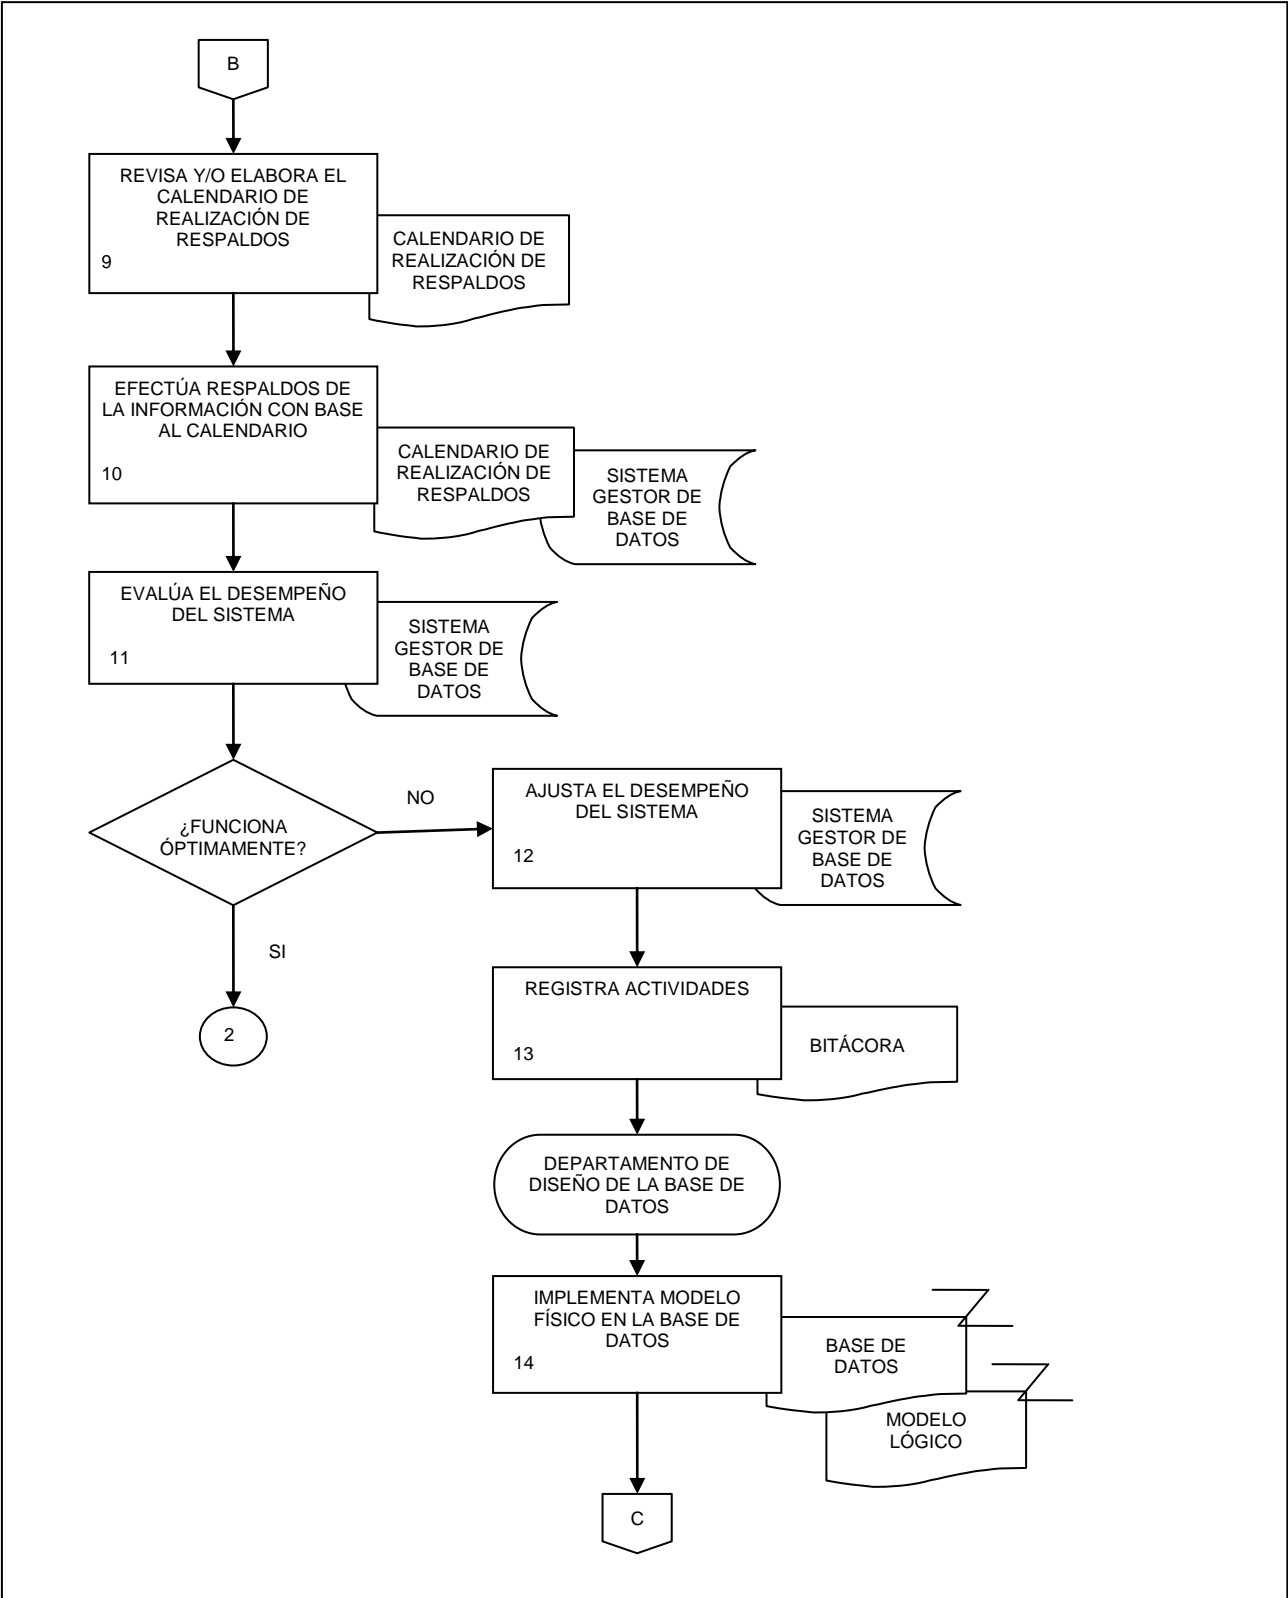 B
REVISA Y/O ELABORA EL
CALENDARIO DE
REALIZACIÓN DE
RESPALDOS
9
CALENDARIO DE
REALIZACIÓN DE
RESPALDOS
EFECTÚA RESPALDOS DE
LA INFORMACIÓN CON BASE
AL CALENDARIO
10
CALENDARIO DE
REALIZACIÓN DE
RESPALDOS
SISTEMA
GESTOR DE
BASE DE
DATOS
EVALÚA EL DESEMPEÑO
DEL SISTEMA
11
SISTEMA
GESTOR DE
BASE DE
DATOS
¿FUNCIONA
ÓPTIMAMENTE?
NO
SI
2
AJUSTA EL DESEMPEÑO
DEL SISTEMA
12
SISTEMA
GESTOR DE
BASE DE
DATOS
REGISTRA ACTIVIDADES
13
BITÁCORA
DEPARTAMENTO DE
DISEÑO DE LA BASE DE
DATOS
IMPLEMENTA MODELO
FÍSICO EN LA BASE DE
DATOS
14
BASE DE
DATOS
MODELO
LÓGICO
C